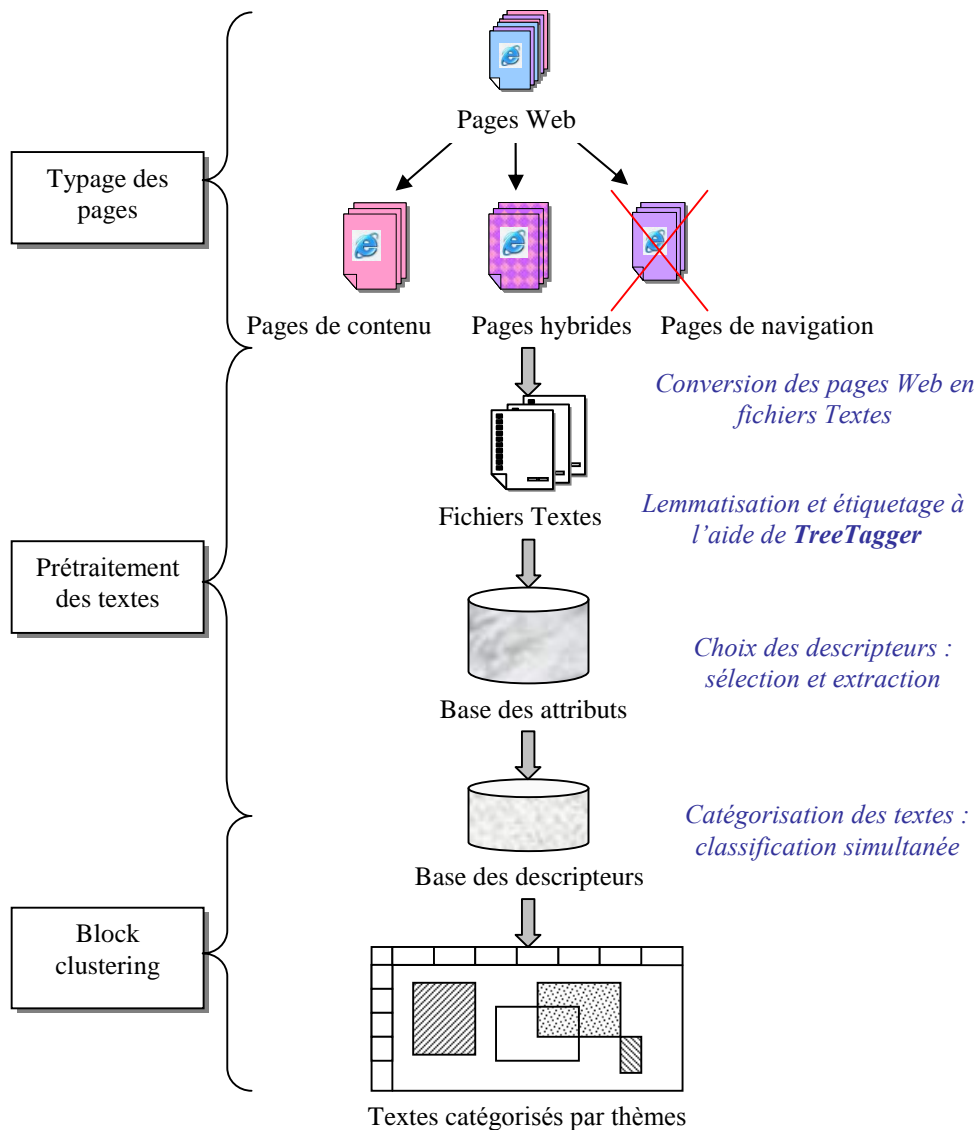 Pages Web
Typage des
pages
Pages de contenu
Pages hybrides
Pages de navigation
Conversion des pages Web en
fichiers Textes
Fichiers Textes
Lemmatisation et étiquetage à
l'aide de TreeTagger
Prétraitement
des textes
Choix des descripteurs :
sélection et extraction
Base des attributs
Catégorisation des textes :
classification simultanée
Base des descripteurs
Block
clustering
Textes catégorisés par thèmes